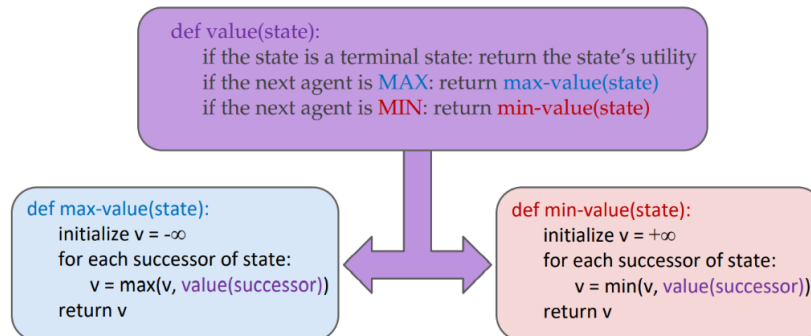 def value(state):
if the state is a terminal state: return the state's utility
if the next agent is MAX: return max-value(state)
if the next agent is MIN: return min-value(state)
def max-value(state):
initialize v = -∞
for each successor of state:
v = max(v, value(successor))
return v
def min-value(state):
initialize v = +∞
for each successor of state:
v = min(v, value(successor))
return v